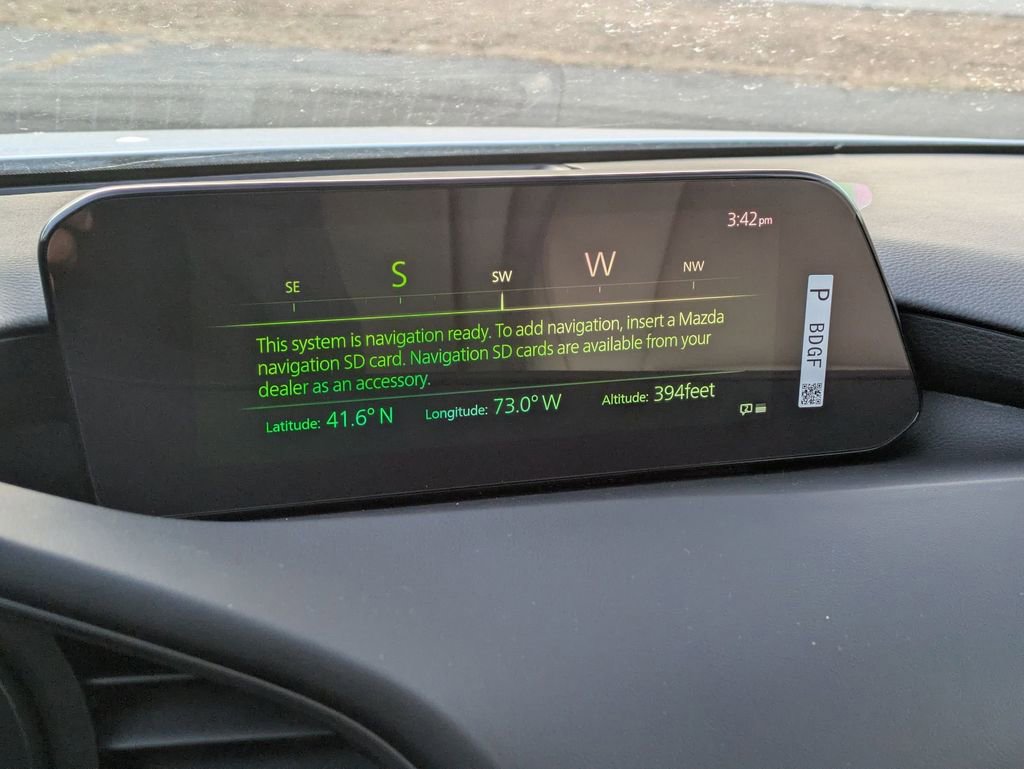 3:42pm
SE S SW W NW
This system is navigation ready. To add navigation, insert a Mazda
navigation SD card. Navigation SD cards are available from your
dealer as an accessory.
Latitude: 41.6° N Longitude: 73.0° W Altitude: 394feet
P BDGF